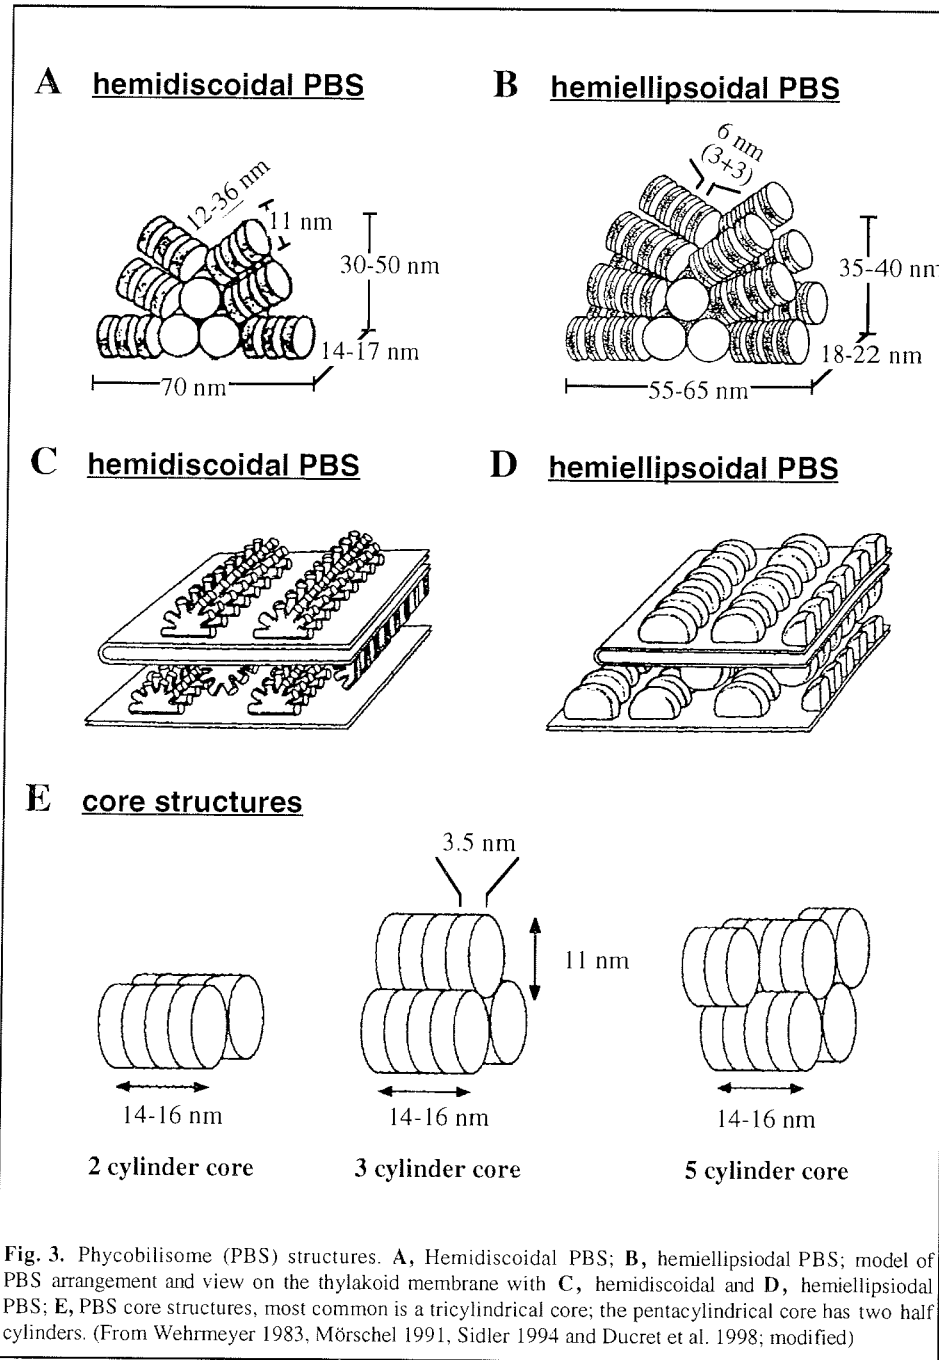 A hemidiscoidal PBS
B hemiellipsoidal PBS
12-36 nm
11 nm
30-50 nm
14-17 nm
70 nm
6 nm
(3+3)
35-40 nm
18-22 nm
55-65 nm
C hemidiscoidal PBS
D hemiellipsoidal PBS
E core structures
3.5 nm
11 nm
14-16 nm
14-16 nm
14-16 nm
2 cylinder core
3 cylinder core
5 cylinder core
Fig. 3. Phycobilisome (PBS) structures. A, Hemidiscoidal PBS; B, hemiellipsiodal PBS; model of
PBS arrangement and view on the thylakoid membrane with C, hemidiscoidal and D, hemiellipsiodal
PBS; E, PBS core structures, most common is a tricylindrical core; the pentacylindrical core has two half
cylinders. (From Wehrmeyer 1983, Mörschel 1991, Sidler 1994 and Ducret et al. 1998; modified)